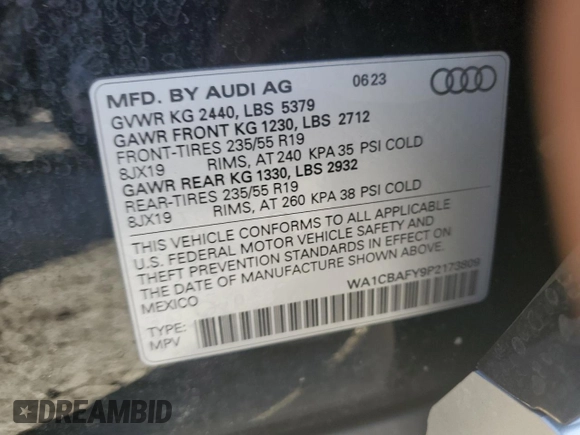 MFD. BY AUDI AG 0623
GVWR KG 2440, LBS 5379
GAWR FRONT KG 1230, LBS 2712
FRONT-TIRES 235/55 R19
8JX19 RIMS, AT 240 KPA 35 PSI COLD
GAWR REAR KG 1330, LBS 2932
REAR-TIRES 235/55 R19
8JX19 RIMS, AT 260 KPA 38 PSI COLD
THIS VEHICLE CONFORMS TO ALL APPLICABLE
U.S. FEDERAL MOTOR VEHICLE SAFETY AND
THEFT PREVENTION STANDARDS IN EFFECT ON
THE DATE OF MANUFACTURE SHOWN ABOVE.
MEXICO WA1CBAFY9P2173509
TYPE:
MPV
DREAMBID